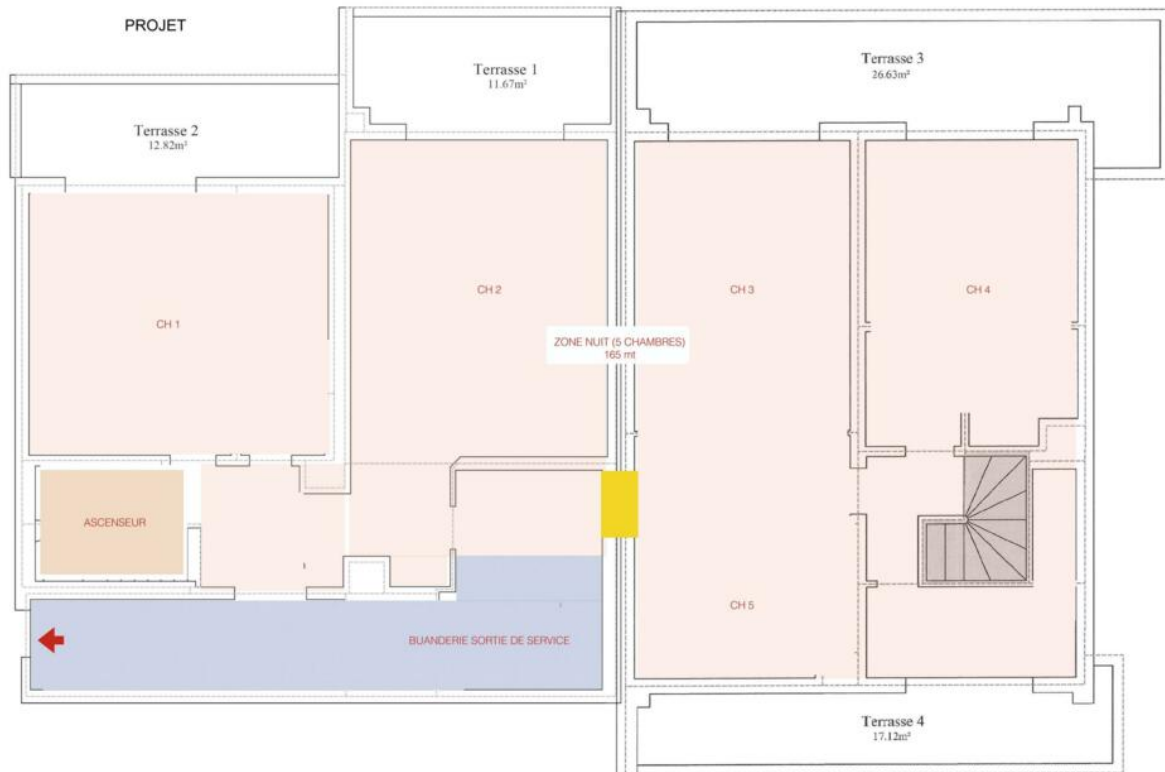 PROJET
Terrasse 1
11.67m²
Terrasse 3
26.63m²
Terrasse 2
12.82m²
CH 1
CH 2
CH 3
CH 4
ZONE NUIT (5 CHAMBRES)
165 mt
ASCENSEUR
CH 5
BUANDERIE SORTIE DE SERVICE
Terrasse 4
17.12m²